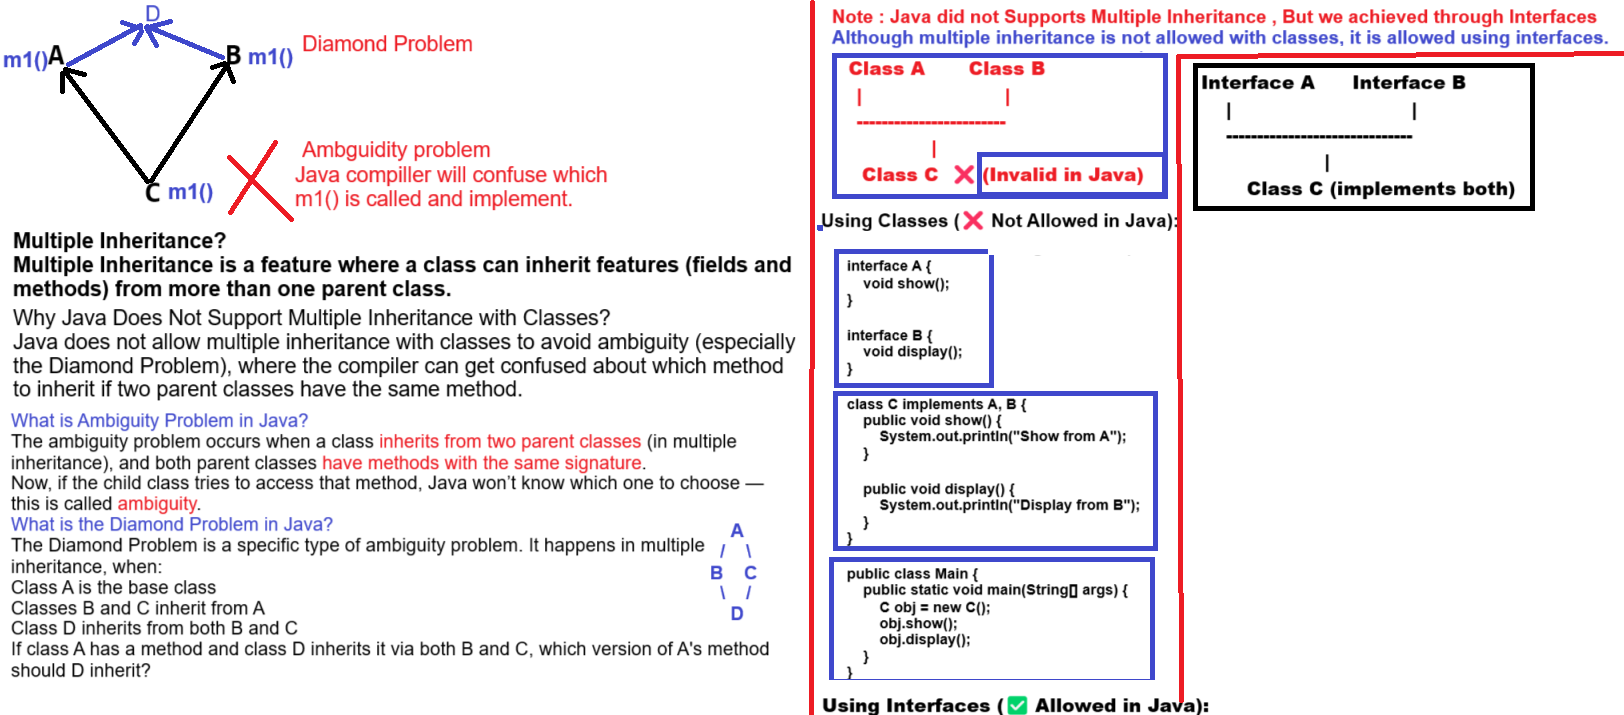 D
m1()A
B m1()
Diamond Problem
C m1()
Ambguidity problem
Java compiller will confuse which
m1() is called and implement.
Multiple Inheritance?
Multiple Inheritance is a feature where a class can inherit features (fields and
methods) from more than one parent class.
Why Java Does Not Support Multiple Inheritance with Classes?
Java does not allow multiple inheritance with classes to avoid ambiguity (especially
the Diamond Problem), where the compiler can get confused about which method
to inherit if two parent classes have the same method.
What is Ambiguity Problem in Java?
The ambiguity problem occurs when a class inherits from two parent classes (in multiple
inheritance), and both parent classes have methods with the same signature.
Now, if the child class tries to access that method, Java won’t know which one to choose —
this is called ambiguity.
What is the Diamond Problem in Java?
The Diamond Problem is a specific type of ambiguity problem. It happens in multiple
inheritance, when:
Class A is the base class
Classes B and C inherit from A
Class D inherits from both B and C
If class A has a method and class D inherits it via both B and C, which version of A's method
should D inherit?
A
/ \
B C
\ /
D
Note : Java did not Supports Multiple Inheritance , But we achieved through Interfaces
Although multiple inheritance is not allowed with classes, it is allowed using interfaces.
Class A Class B
| |
------------------------
|
Class C ❌ (Invalid in Java)
Using Classes (❌ Not Allowed in Java):
interface A {
void show();
}
interface B {
void display();
}
class C implements A, B {
public void show() {
System.out.println("Show from A");
}
public void display() {
System.out.println("Display from B");
}
}
public class Main {
public static void main(String[] args) {
C obj = new C();
obj.show();
obj.display();
}
}
Using Interfaces (✅ Allowed in Java):
Interface A Interface B
| |
------------------------------
|
Class C (implements both)